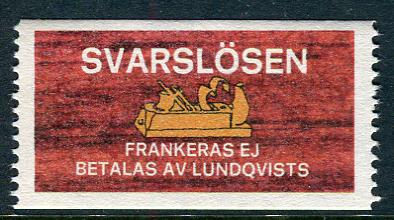 SVARSLÖSEN
FRANKERAS EJ
BETALAS AV LUNDQVISTS